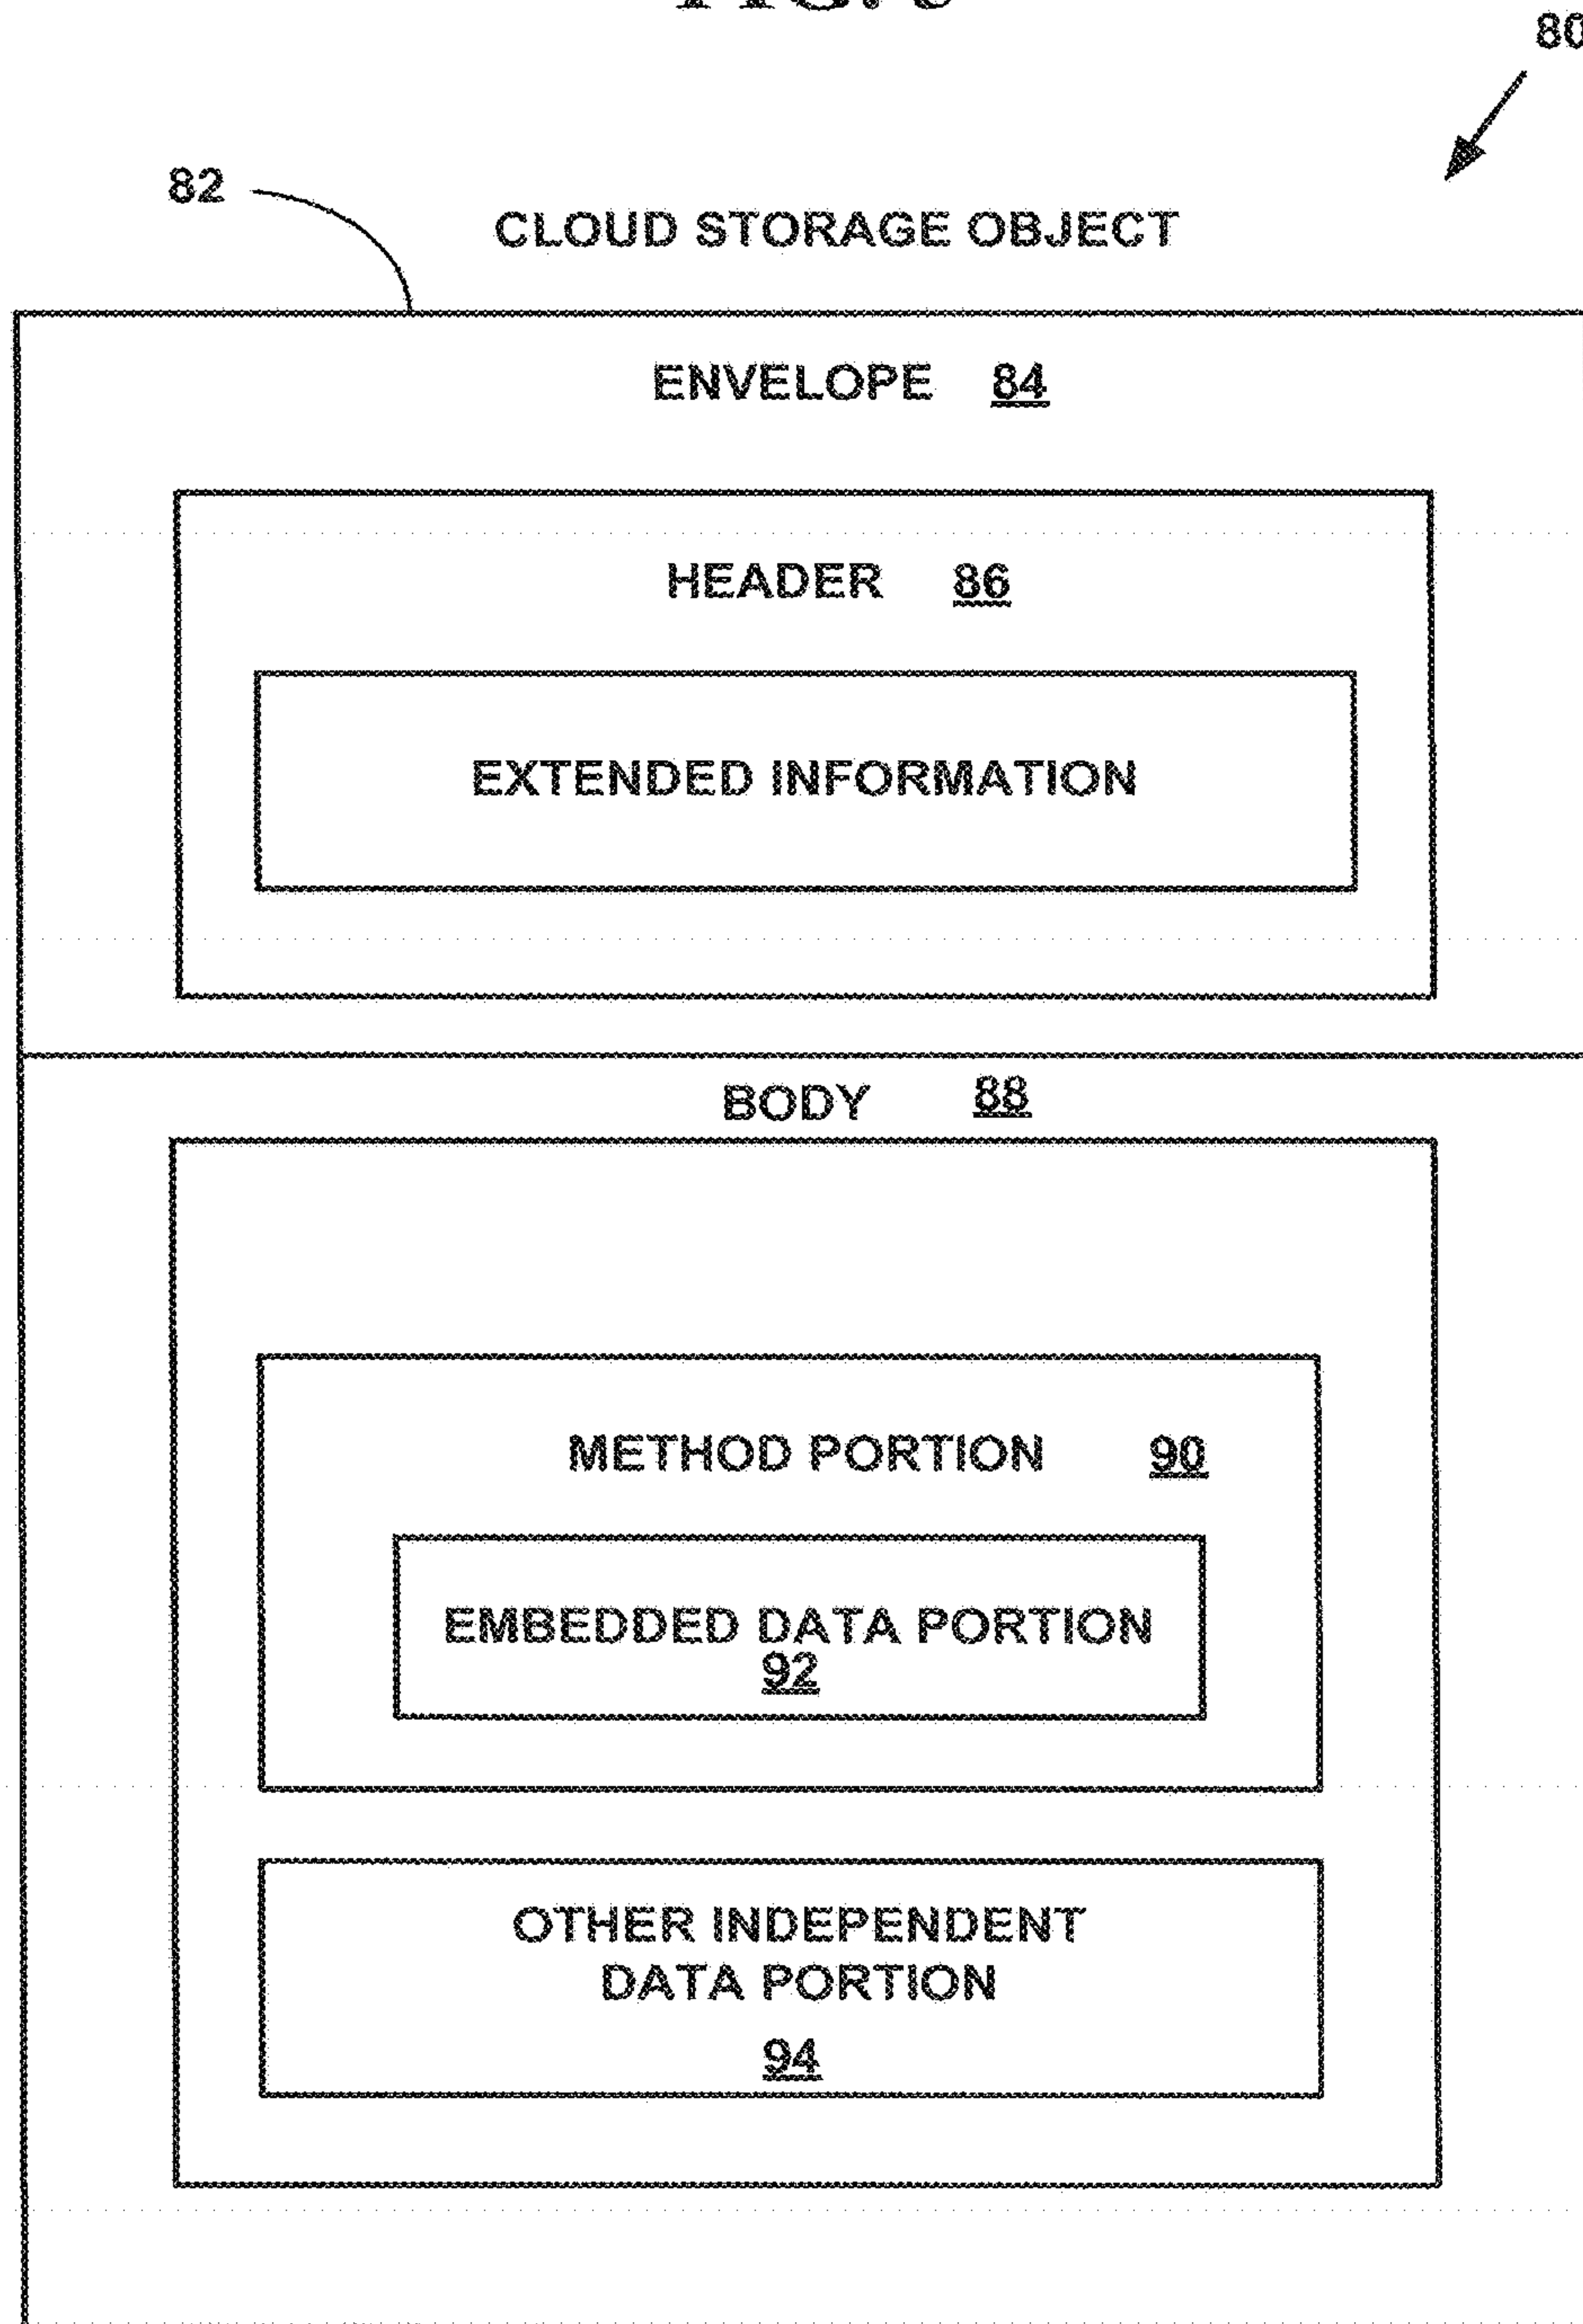 80
82
CLOUD STORAGE OBJECT
ENVELOPE 84
HEADER 86
EXTENDED INFORMATION
BODY 88
METHOD PORTION 90
EMBEDDED DATA PORTION
92
OTHER INDEPENDENT
DATA PORTION
94